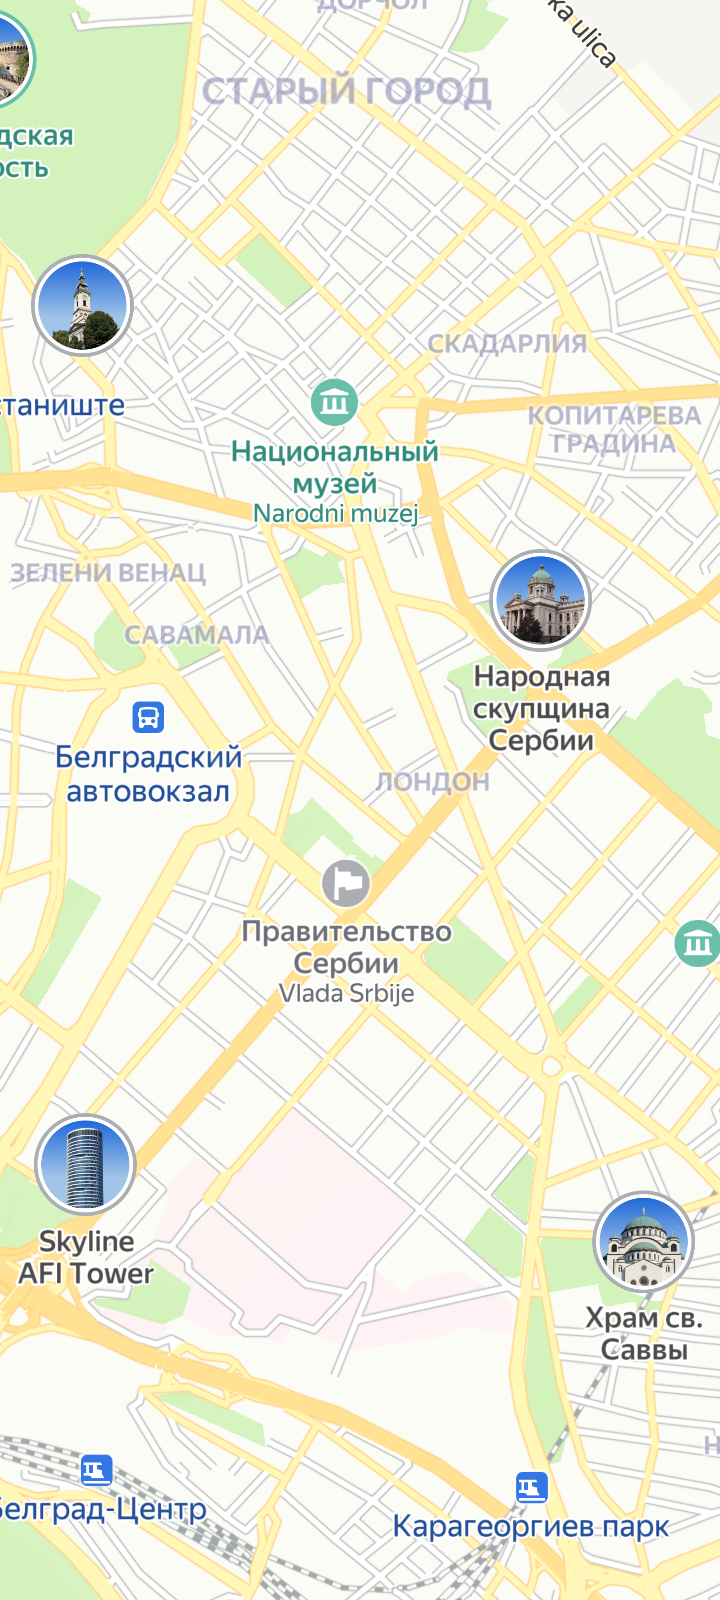 ДОРЧОЛ
ka ulica
СТАРЫЙ ГОРОД
дская
ость
СКАДАРЛИЯ
станиште
КОПИТАРЕВА
ГРАДИНА
Национальный
музей
Narodni muzej
ЗЕЛЕНИ ВЕНАЦ
САВАМАЛА
Народная
скупщина
Сербии
Белградский
автовокзал
ЛОНДОН
Правительство
Сербии
Vlada Srbije
Skyline
AFI Tower
Храм св.
Саввы
Белград-Центр
Карагеоргиев парк